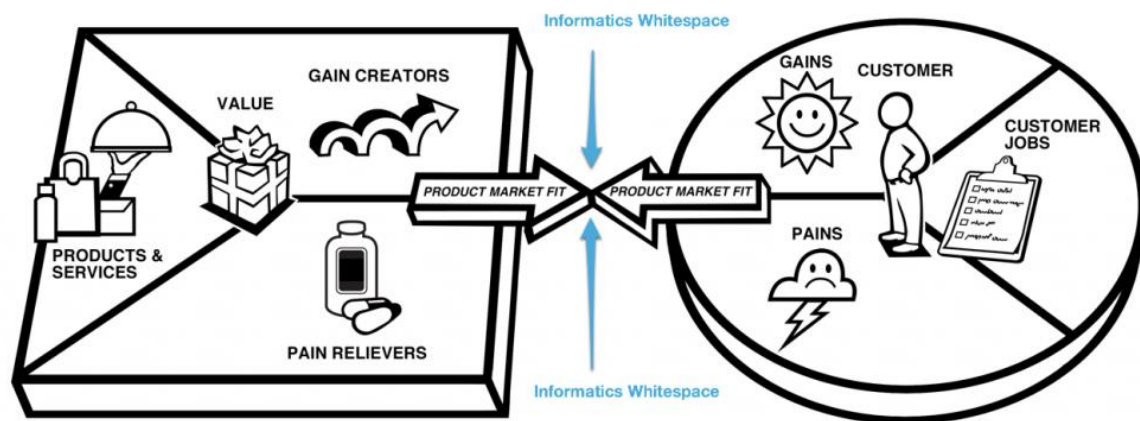 Informatics Whitespace
GAIN CREATORS
VALUE
PRODUCTS &
SERVICES
PAIN RELIEVERS
PRODUCT MARKET FIT
PRODUCT MARKET FIT
GAINS
CUSTOMER
CUSTOMER
JOBS
PAINS
Informatics Whitespace